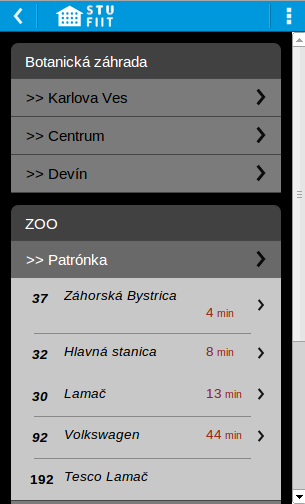 STU
FIIT
Botanická záhrada
>> Karlova Ves
>> Centrum
>> Devín
ZOO
>> Patrónka
37 Záhorská Bystrica
4 min
32 Hlavná stanica 8 min
30 Lamač 13 min
92 Volkswagen 44 min
192 Tesco Lamač